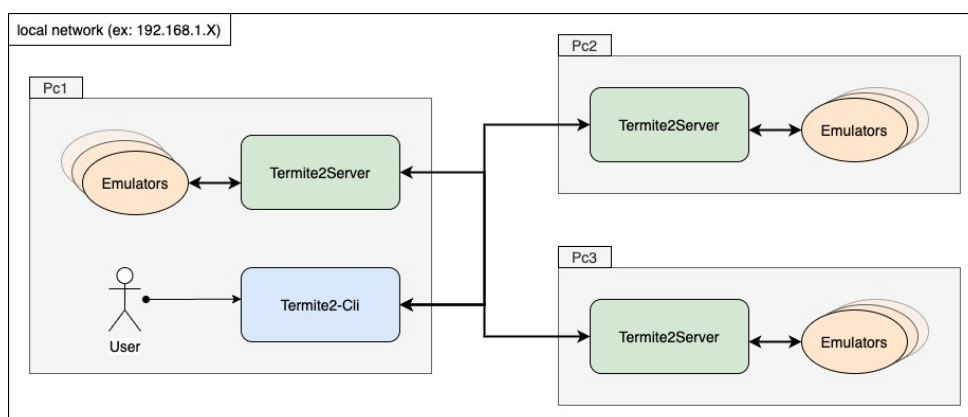 local network (ex: 192.168.1.X)
Pc1
Emulators
Termite2Server
User
Termite2-Cli
Pc2
Termite2Server
Emulators
Pc3
Termite2Server
Emulators